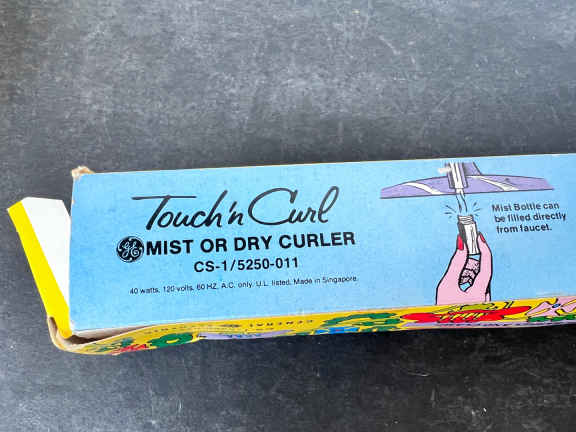 Touch 'n Curl
GE MIST OR DRY CURLER
CS-1/5250-011
40 watts. 120 volts. 60 HZ. A.C. only. U.L. listed. Made in Singapore.
Mist Bottle can
be filled directly
from faucet.
GENERAL